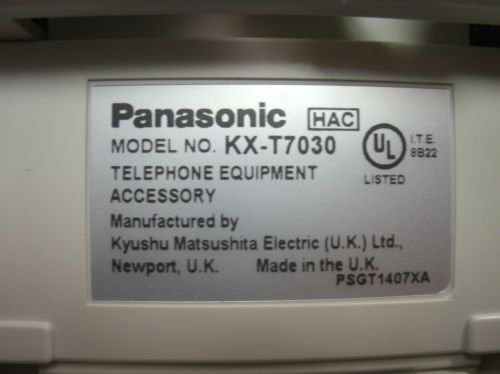 Panasonic HAC
MODEL NO. KX-T7030
UL I.T.E.
8B22
LISTED
TELEPHONE EQUIPMENT
ACCESSORY
Manufactured by
Kyushu Matsushita Electric (U.K.) Ltd.,
Newport, U.K. Made in the U.K.
PSGT1407XA